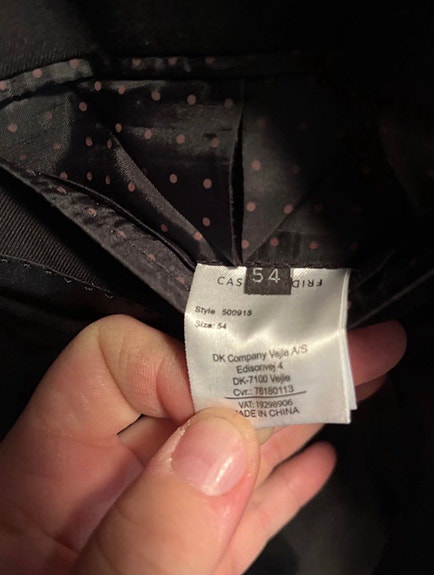 54
CAS FRID
Style 500915
Size: 54
DK Company Vejle A/S
Edisonvej 4
DK-7100 Vejle
Cvr.: 78180113
VAT: 19298906
MADE IN CHINA